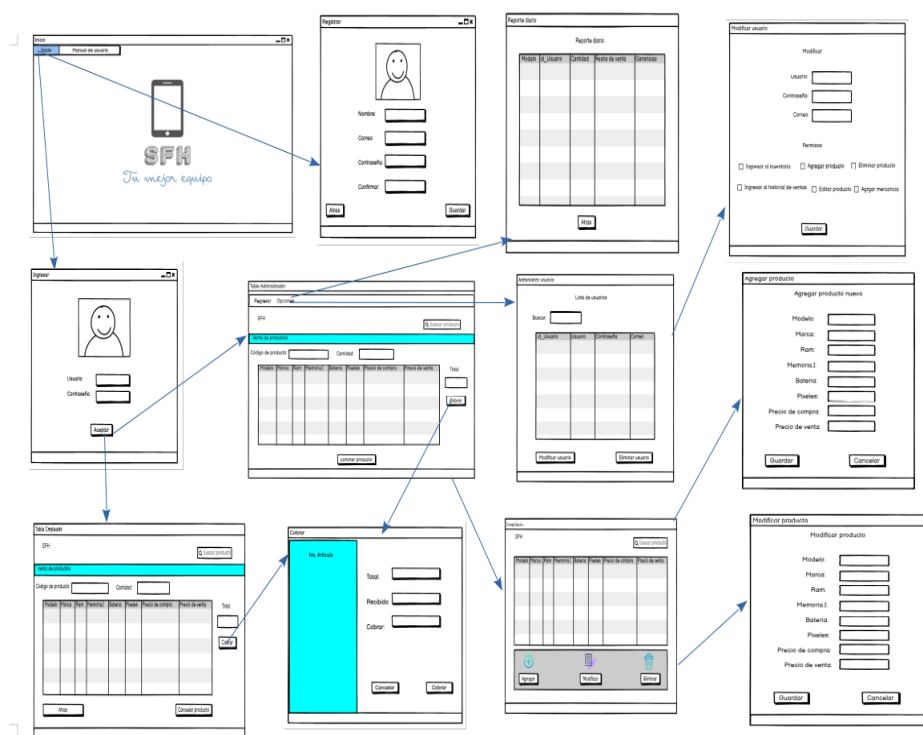 Inicio
Inicio Manual de usuario
SFH
Tu mejor equipo
Registrar
Nombre:
Correo:
Contraseña:
Confirmar:
Atras Guardar
Reporte diario
Reporte diario
Modelo id_Usuario Cantidad Fecha de venta Ganancias
Atras
Modificar usuario
Modificar
Usuario:
Contraseña:
Correo:
Permisos
Ingresar al inventario Agregar producto Eliminar producto
Ingresar al historial de ventas Editar producto Agrgar mercancia
Guardar
Ingresar
Usuario
Contraseña:
Aceptar
Tabla Administrador
Regresar Opciones
SFH
buscar producto
Venta de productos
Codigo de producto Cantidad
Modelo Marca Ram Memoria.I Bateria Pixeles Precio de compra Precio de venta
Total
Cobrar
producto
Administrar usuario
Lista de usuarios
Buscar:
id_Usuario Usuario Contraseña Correo
Modificar usuario Eliminar usuario
Agregar producto
Agregar producto nuevo
Modelo:
Marca:
Ram:
Memoria.I:
Bateria:
Pixeles:
Precio de compra:
Precio de venta:
Guardar Cancelar
Tabla Empleado
SFH
buscar producto
Venta de productos
Codigo de producto Cantidad
Modelo Marca Ram Memoria.I Bateria Pixeles Precio de compra Precio de venta
Total
Cobrar
Atras Cancelar producto
Cobrar
No. Articulo
Total:
Recibido:
Cobrar:
Cancelar Cobrar
Inventario
SFH
buscar producto
Modelo Marca Ram Memoria.I Bateria Pixeles Precio de compra Precio de venta
Agregar Modificar Eliminar
Modificar producto
Modificar producto
Modelo:
Marca:
Ram:
Memoria.I:
Bateria:
Pixeles:
Precio de compra:
Precio de venta:
Guardar Cancelar